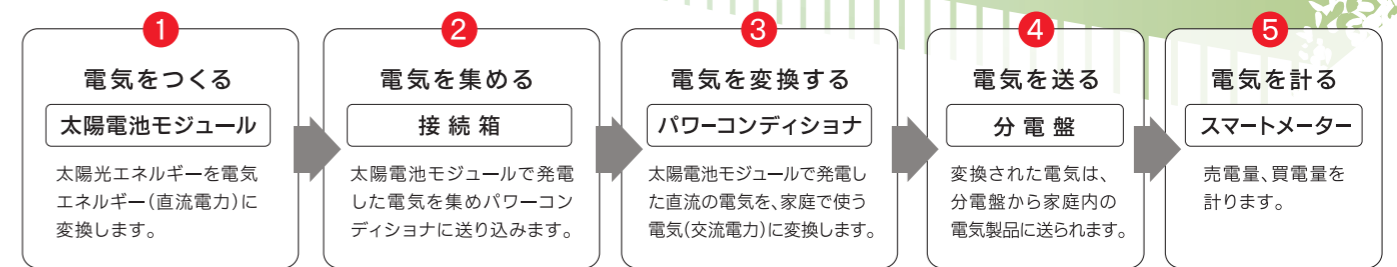 1
電気をつくる
太陽電池モジュール
太陽光エネルギーを電気
エネルギー(直流電力)に
変換します。
2
電気を集める
接続箱
太陽電池モジュールで発電
した電気を集めパワーコン
ディショナに送り込みます。
3
電気を変換する
パワーコンディショナ
太陽電池モジュールで発電し
た直流の電気を、家庭で使う
電気(交流電力)に変換します。
4
電気を送る
分電盤
変換された電気は、
分電盤から家庭内の
電気製品に送られます。
5
電気を計る
スマートメーター
売電量、買電量を
計ります。